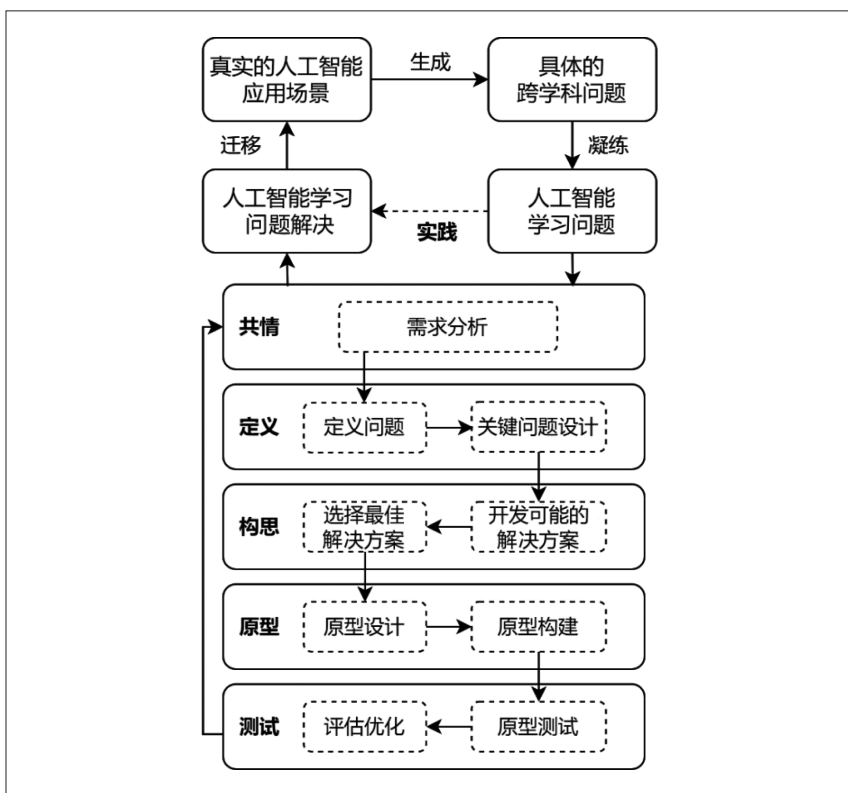 真实的人工智能
应用场景
生成
具体的
跨学科问题
迁移
凝练
人工智能学习
问题解决
实践
人工智能
学习问题
共情
需求分析
定义
定义问题
关键问题设计
构思
选择最佳
解决方案
开发可能的
解决方案
原型
原型设计
原型构建
测试
评估优化
原型测试